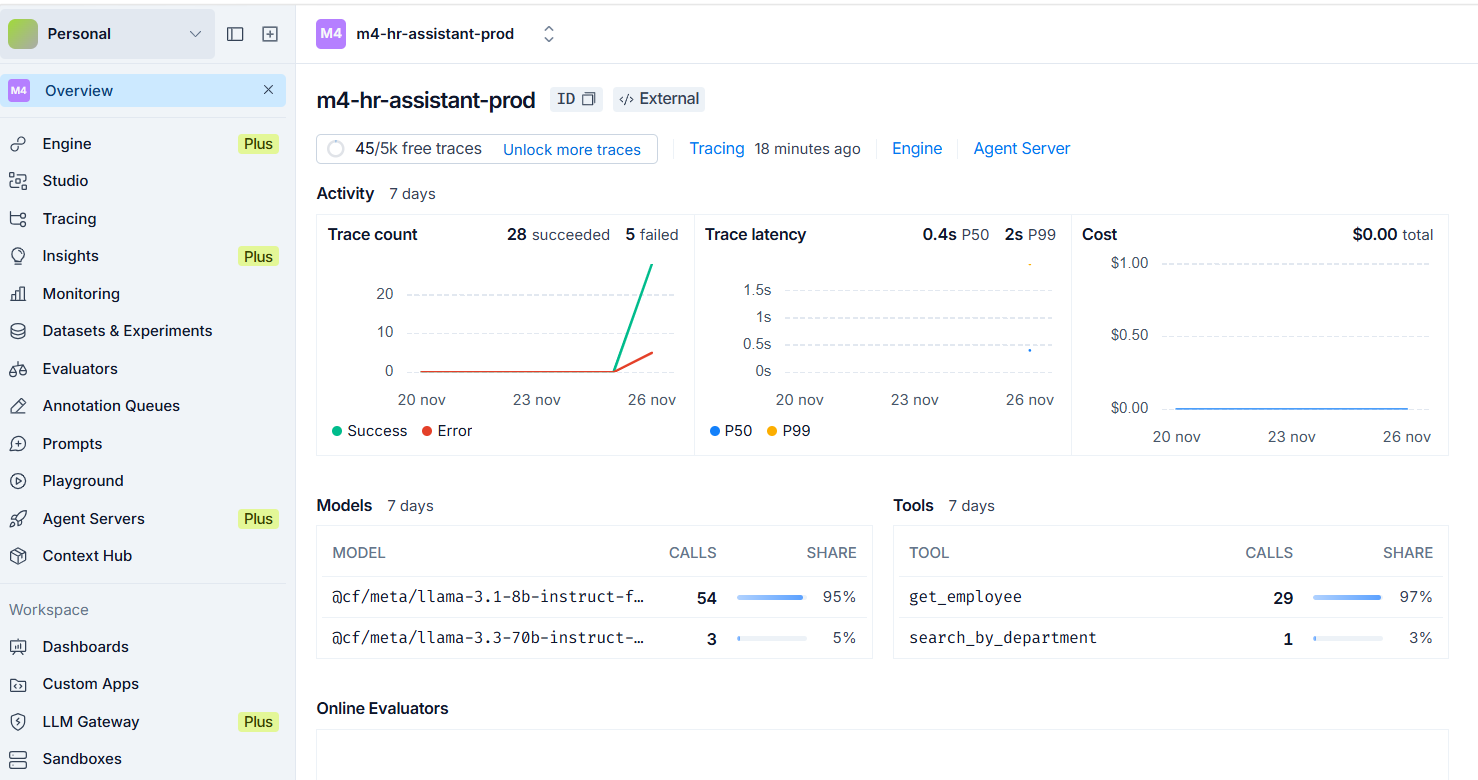 Personal
M4 m4-hr-assistant-prod
M4 Overview
Engine Plus
Studio
Tracing
Insights Plus
Monitoring
Datasets & Experiments
Evaluators
Annotation Queues
Prompts
Playground
Agent Servers Plus
Context Hub
Workspace
Dashboards
Custom Apps
LLM Gateway Plus
Sandboxes
m4-hr-assistant-prod ID </> External
45/5k free traces Unlock more traces Tracing 18 minutes ago Engine Agent Server
Activity 7 days
Trace count 28 succeeded 5 failed
20
10
0
20 nov 23 nov 26 nov
Success Error
Trace latency 0.4s P50 2s P99
1.5s
1s
0.5s
0s
20 nov 23 nov 26 nov
P50 P99
Cost $0.00 total
$1.00
$0.50
$0.00
20 nov 23 nov 26 nov
Models 7 days
MODEL CALLS SHARE
@cf/meta/llama-3.1-8b-instruct-f… 54 95%
@cf/meta/llama-3.3-70b-instruct-… 3 5%
Tools 7 days
TOOL CALLS SHARE
get_employee 29 97%
search_by_department 1 3%
Online Evaluators